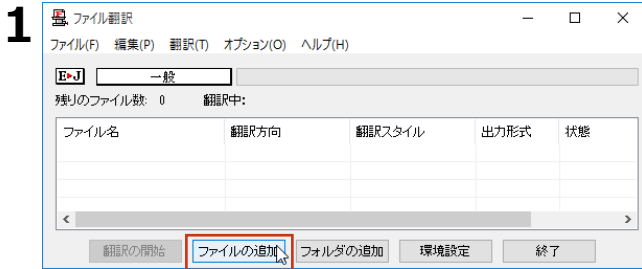 1
ファイル翻訳
ファイル(F) 編集(P) 翻訳(T) オプション(O) ヘルプ(H)
E▸J 一般
残りのファイル数: 0 翻訳中:
ファイル名 翻訳方向 翻訳スタイル 出力形式 状態
翻訳の開始 ファイルの追加 フォルダの追加 環境設定 終了